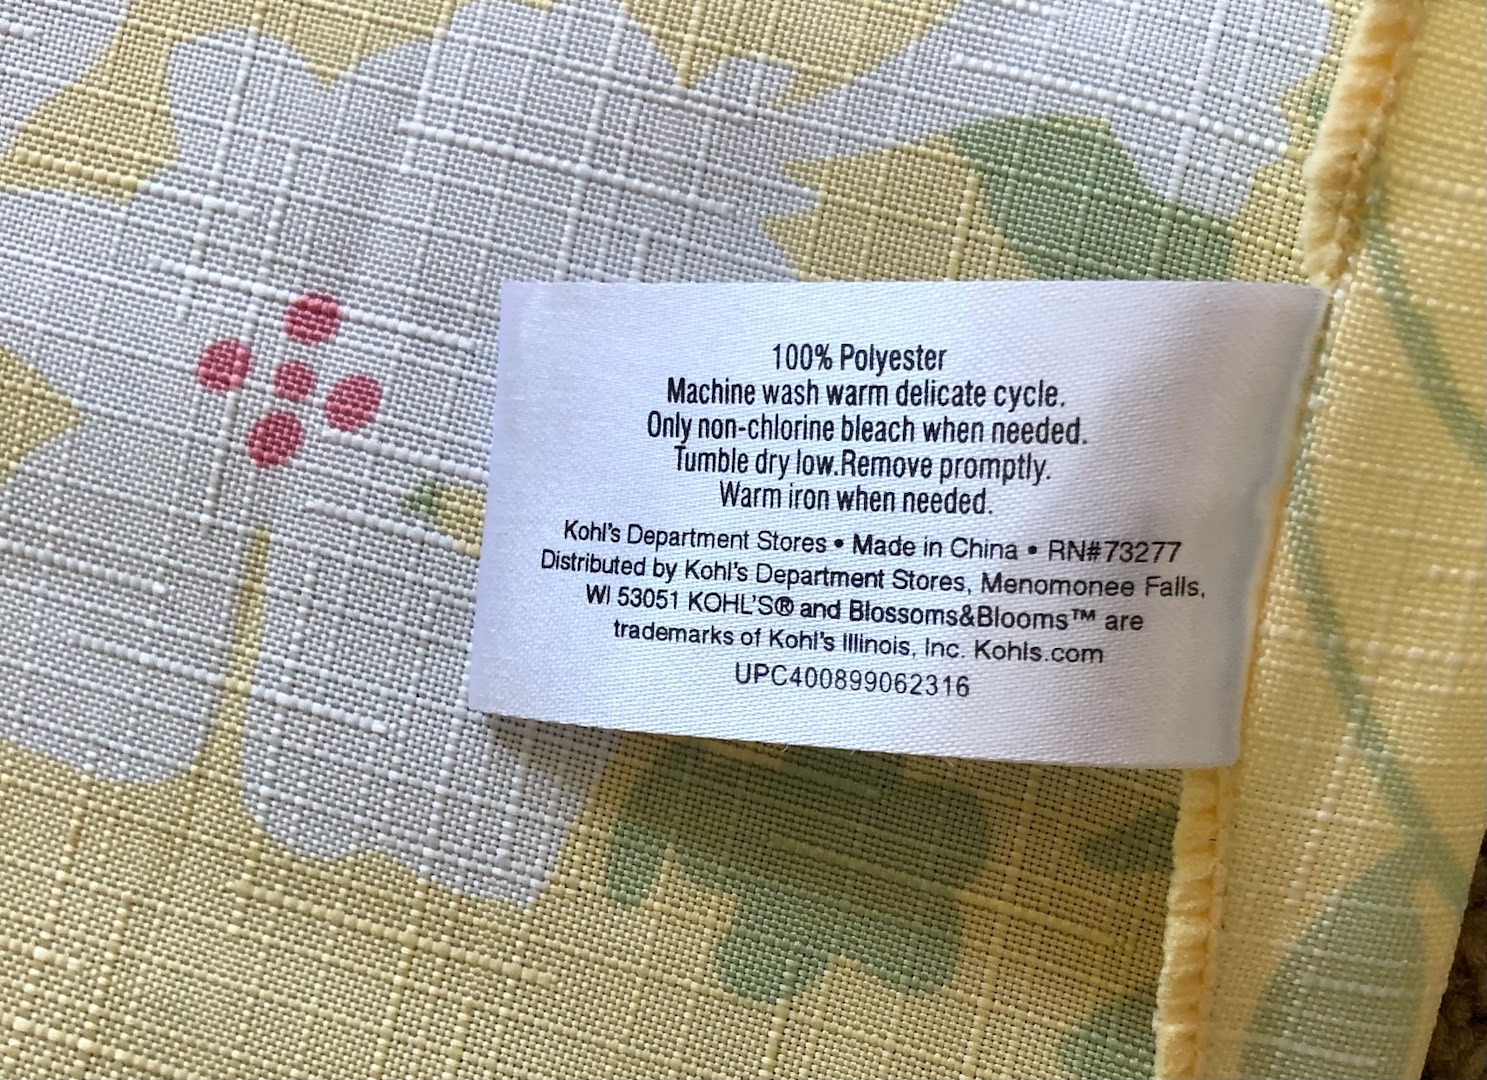 100% Polyester
Machine wash warm delicate cycle.
Only non-chlorine bleach when needed.
Tumble dry low.Remove promptly.
Warm iron when needed.
Kohl's Department Stores • Made in China • RN#73277
Distributed by Kohl's Department Stores, Menomonee Falls,
WI 53051 KOHL'S® and Blossoms&Blooms™ are
trademarks of Kohl's Illinois, Inc. Kohls.com
UPC400899062316